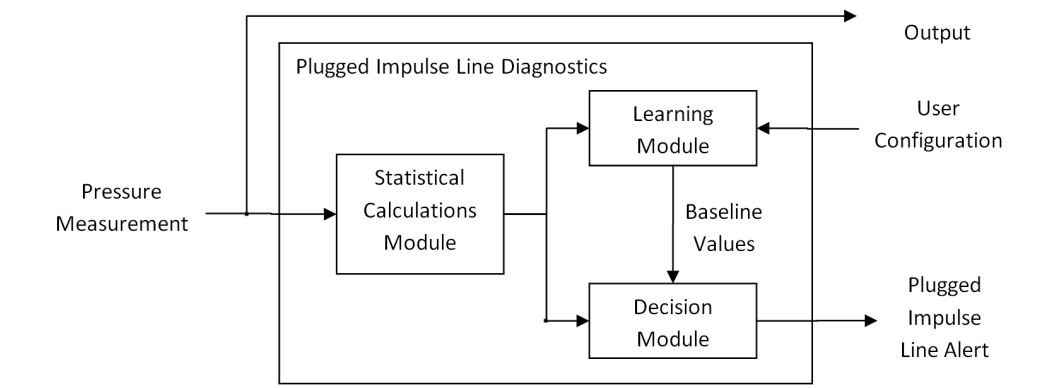 Output
Plugged Impulse Line Diagnostics
Learning
Module
User
Configuration
Statistical
Calculations
Module
Pressure
Measurement
Baseline
Values
Decision
Module
Plugged
Impulse
Line Alert